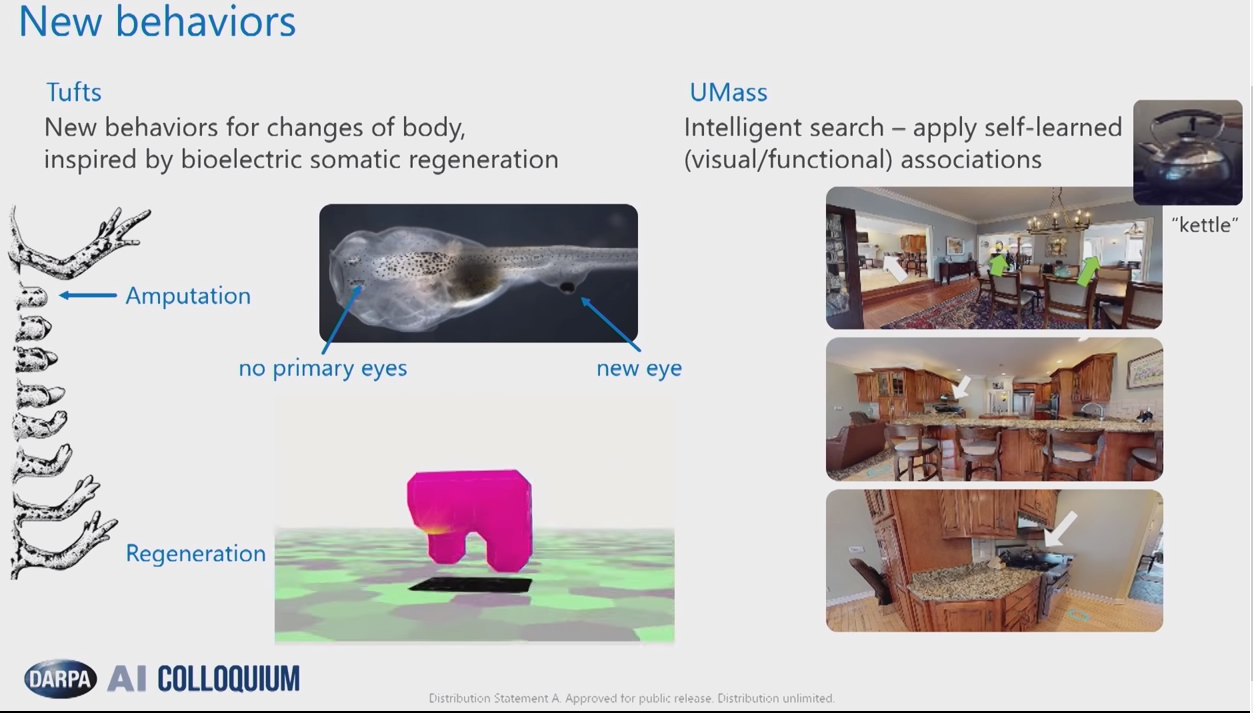 New behaviors
Tufts
New behaviors for changes of body,
inspired by bioelectric somatic regeneration
Amputation
no primary eyes
new eye
Regeneration
UMass
Intelligent search – apply self-learned
(visual/functional) associations
"kettle"
DARPA AI COLLOQUIUM
Distribution Statement A. Approved for public release. Distribution unlimited.